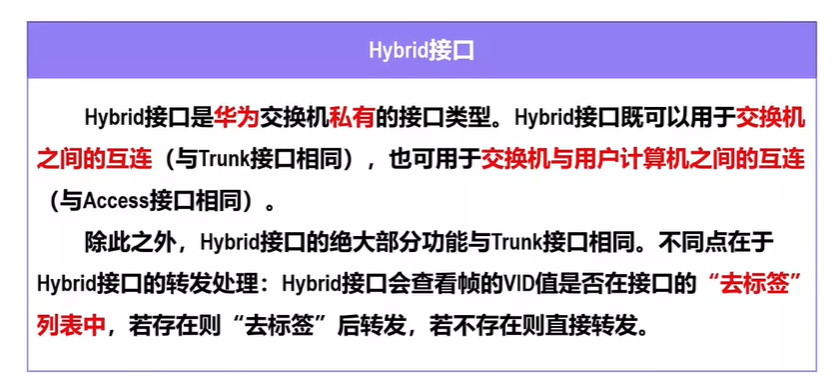 Hybrid接口
Hybrid接口是华为交换机私有的接口类型。Hybrid接口既可以用于交换机
之间的互连（与Trunk接口相同），也可用于交换机与用户计算机之间的互连
（与Access接口相同）。
除此之外，Hybrid接口的绝大部分功能与Trunk接口相同。不同点在于
Hybrid接口的转发处理：Hybrid接口会查看帧的VID值是否在接口的“去标签”
列表中，若存在则“去标签”后转发，若不存在则直接转发。